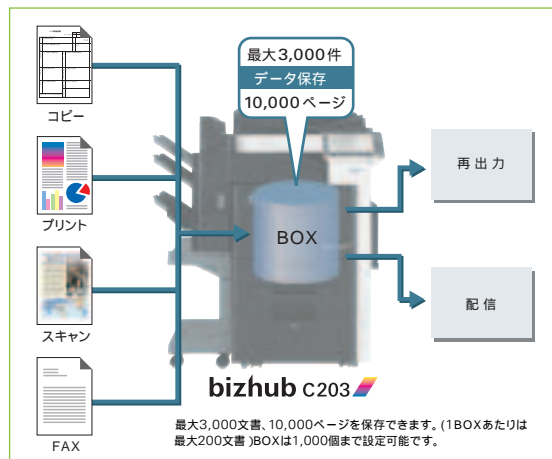 コピー
プリント
スキャン
FAX
最大3,000件
データ保存
10,000ページ
BOX
再出力
配信
bizhub C203
最大3,000文書、10,000ページを保存できます。(1BOXあたりは
最大200文書)BOXは1,000個まで設定可能です。